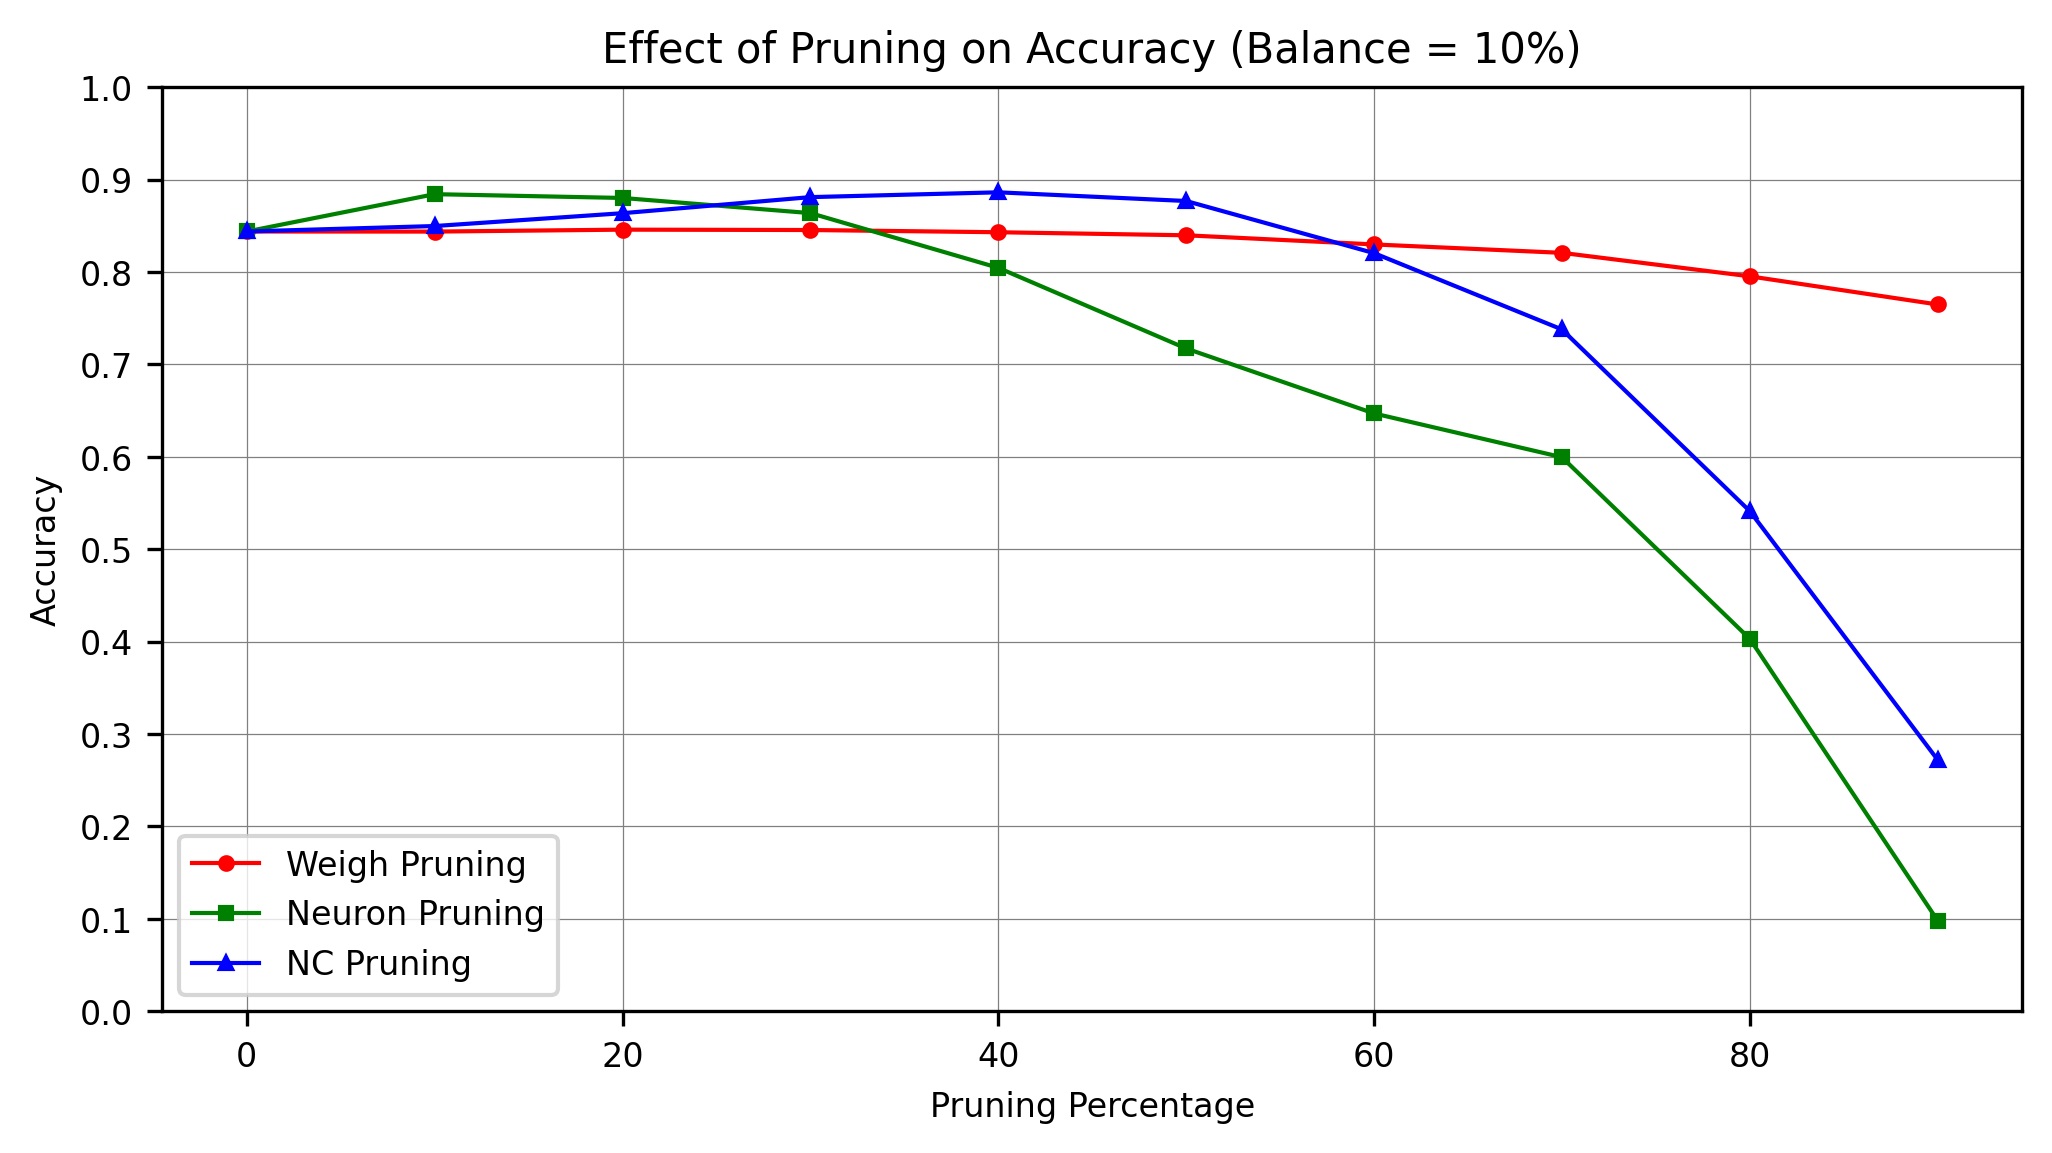 Effect of Pruning on Accuracy (Balance = 10%)
1.0
0.9
0.8
0.7
0.6
0.5
0.4
0.3
0.2
0.1
0.0
Accuracy
Weigh Pruning
Neuron Pruning
NC Pruning
0 20 40 60 80
Pruning Percentage